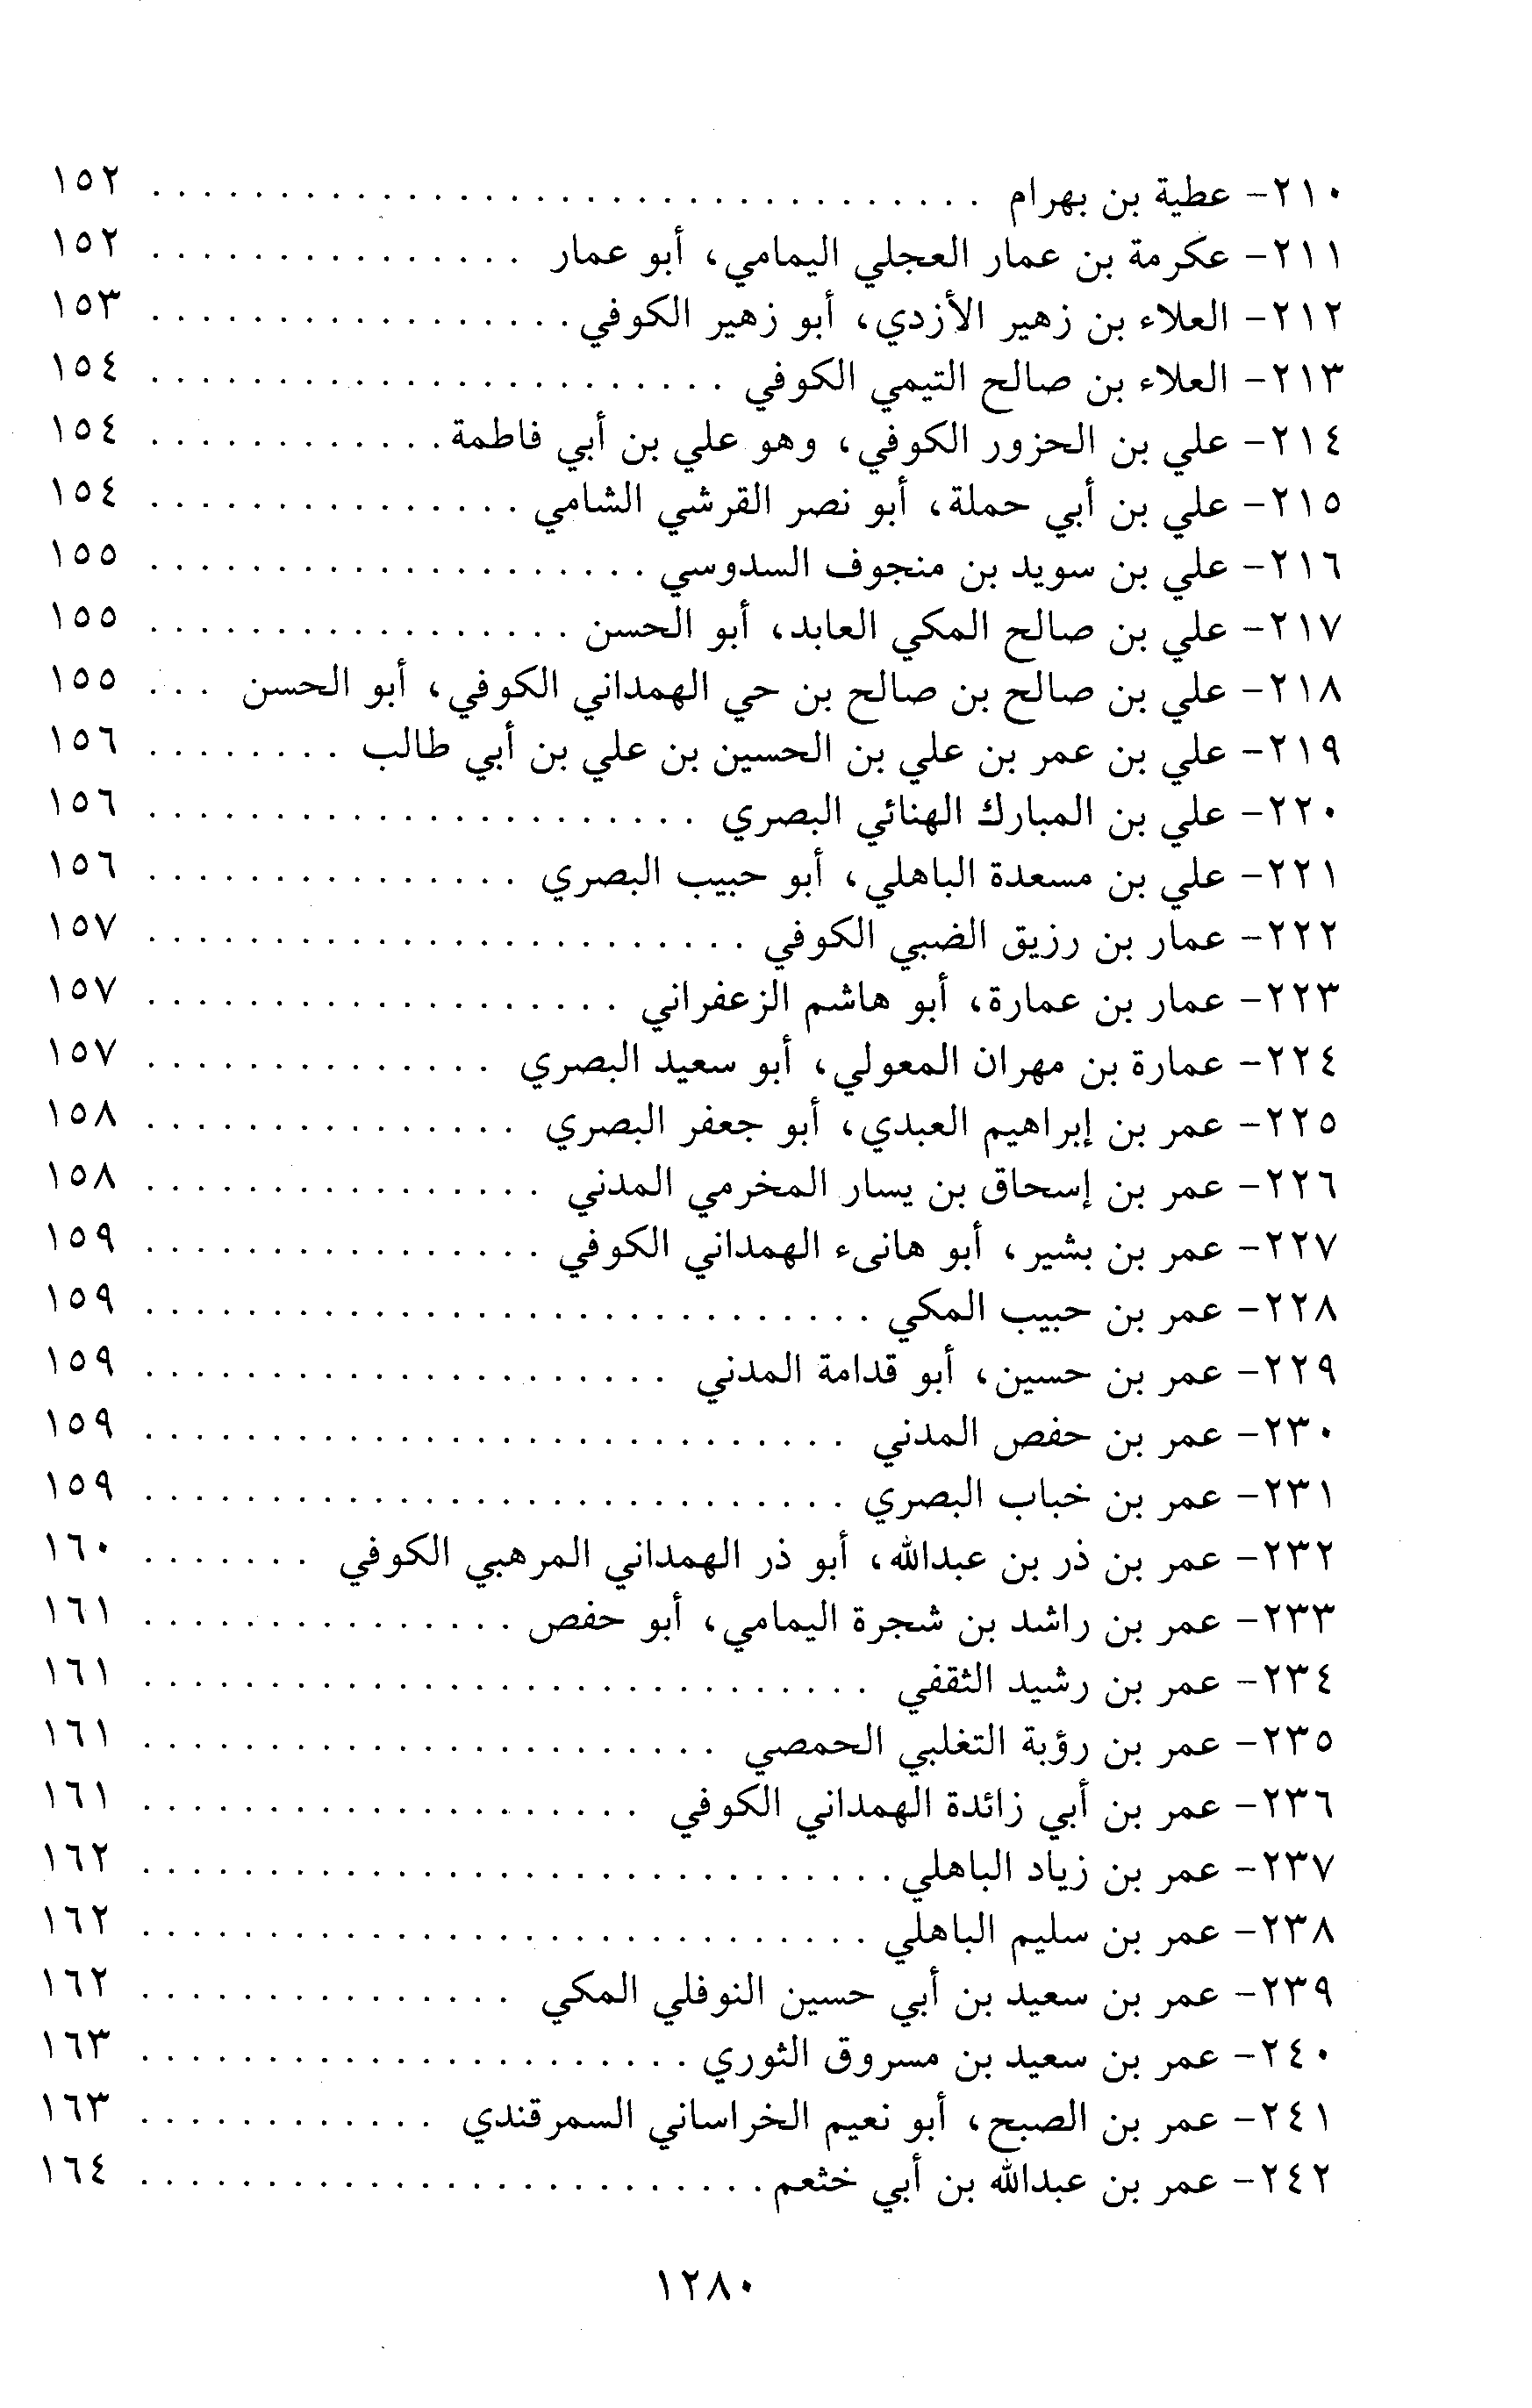 ٢١٠- عطية بن بهرام . . . . . . . . . . ١٥٢
٢١١- عكرمة بن عمار العجلي اليمامي، أبو عمار . . . . . . . . . . ١٥٢
٢١٢- العلاء بن زهير الأزدي، أبو زهير الكوفي . . . . . . . . . . ١٥٣
٢١٣- العلاء بن صالح التيمي الكوفي . . . . . . . . . . ١٥٤
٢١٤- علي بن الحزور الكوفي، وهو علي بن أبي فاطمة . . . . . . . . . . ١٥٤
٢١٥- علي بن أبي حملة، أبو نصر القرشي الشامي . . . . . . . . . . ١٥٤
٢١٦- علي بن سويد بن منجوف السدوسي . . . . . . . . . . ١٥٥
٢١٧- علي بن صالح المكي العابد، أبو الحسن . . . . . . . . . . ١٥٥
٢١٨- علي بن صالح بن صالح بن حي الهمداني الكوفي، أبو الحسن . . . ١٥٥
٢١٩- علي بن عمر بن علي بن الحسين بن علي بن أبي طالب . . . . . . . . ١٥٦
٢٢٠- علي بن المبارك الهنائي البصري . . . . . . . . . . ١٥٦
٢٢١- علي بن مسعدة الباهلي، أبو حبيب البصري . . . . . . . . . . ١٥٦
٢٢٢- عمار بن رزيق الضبي الكوفي . . . . . . . . . . ١٥٧
٢٢٣- عمار بن عمارة، أبو هاشم الزعفراني . . . . . . . . . . ١٥٧
٢٢٤- عمارة بن مهران المعولي، أبو سعيد البصري . . . . . . . . . . ١٥٧
٢٢٥- عمر بن إبراهيم العبدي، أبو جعفر البصري . . . . . . . . . . ١٥٨
٢٢٦- عمر بن إسحاق بن يسار المخرمي المدني . . . . . . . . . . ١٥٨
٢٢٧- عمر بن بشير، أبو هانىء الهمداني الكوفي . . . . . . . . . . ١٥٩
٢٢٨- عمر بن حبيب المكي . . . . . . . . . . ١٥٩
٢٢٩- عمر بن حسين، أبو قدامة المدني . . . . . . . . . . ١٥٩
٢٣٠- عمر بن حفص المدني . . . . . . . . . . ١٥٩
٢٣١- عمر بن خباب البصري . . . . . . . . . . ١٥٩
٢٣٢- عمر بن ذر بن عبدالله، أبو ذر الهمداني المرهبي الكوفي . . . . . . . ١٦٠
٢٣٣- عمر بن راشد بن شجرة اليمامي، أبو حفص . . . . . . . . . . ١٦١
٢٣٤- عمر بن رشيد الثقفي . . . . . . . . . . ١٦١
٢٣٥- عمر بن رؤبة التغلبي الحمصي . . . . . . . . . . ١٦١
٢٣٦- عمر بن أبي زائدة الهمداني الكوفي . . . . . . . . . . ١٦١
٢٣٧- عمر بن زياد الباهلي . . . . . . . . . . ١٦٢
٢٣٨- عمر بن سليم الباهلي . . . . . . . . . . ١٦٢
٢٣٩- عمر بن سعيد بن أبي حسين النوفلي المكي . . . . . . . . . . ١٦٢
٢٤٠- عمر بن سعيد بن مسروق الثوري . . . . . . . . . . ١٦٣
٢٤١- عمر بن الصبح، أبو نعيم الخراساني السمرقندي . . . . . . . . . . ١٦٣
٢٤٢- عمر بن عبدالله بن أبي خثعم . . . . . . . . . . ١٦٤
١٢٨٠